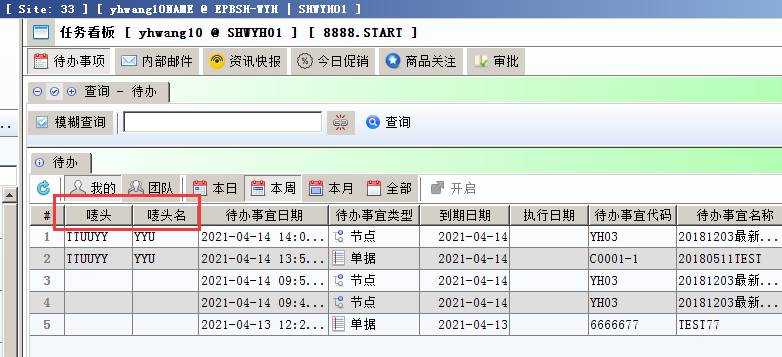 [ Site: 33 ] [ yhwang10NAME @ EPBSH-WYH | SHWYH01 ]
任务看板 [ yhwang10 @ SHWYH01 ] [ 8888.START ]
待办事项 内部邮件 资讯快报 今日促销 商品关注 审批
查询 - 待办
模糊查询 查询
待办
我的 团队 本日 本周 本月 全部 开启
# 唛头 唛头名 待办事宜日期 待办事宜类型 到期日期 执行日期 待办事宜代码 待办事宜名称
1 IIUUYY YYU 2021-04-14 14:0... 节点 2021-04-14 YH03 20181203最新...
2 IIUUYY YYU 2021-04-14 13:5... 单据 2021-04-14 C0001-1 20180511TEST
3 2021-04-14 09:5... 节点 2021-04-14 YH03 20181203最新...
4 2021-04-14 09:4... 节点 2021-04-14 YH03 20181203最新...
5 2021-04-13 12:2... 单据 2021-04-13 6666677 TEST77